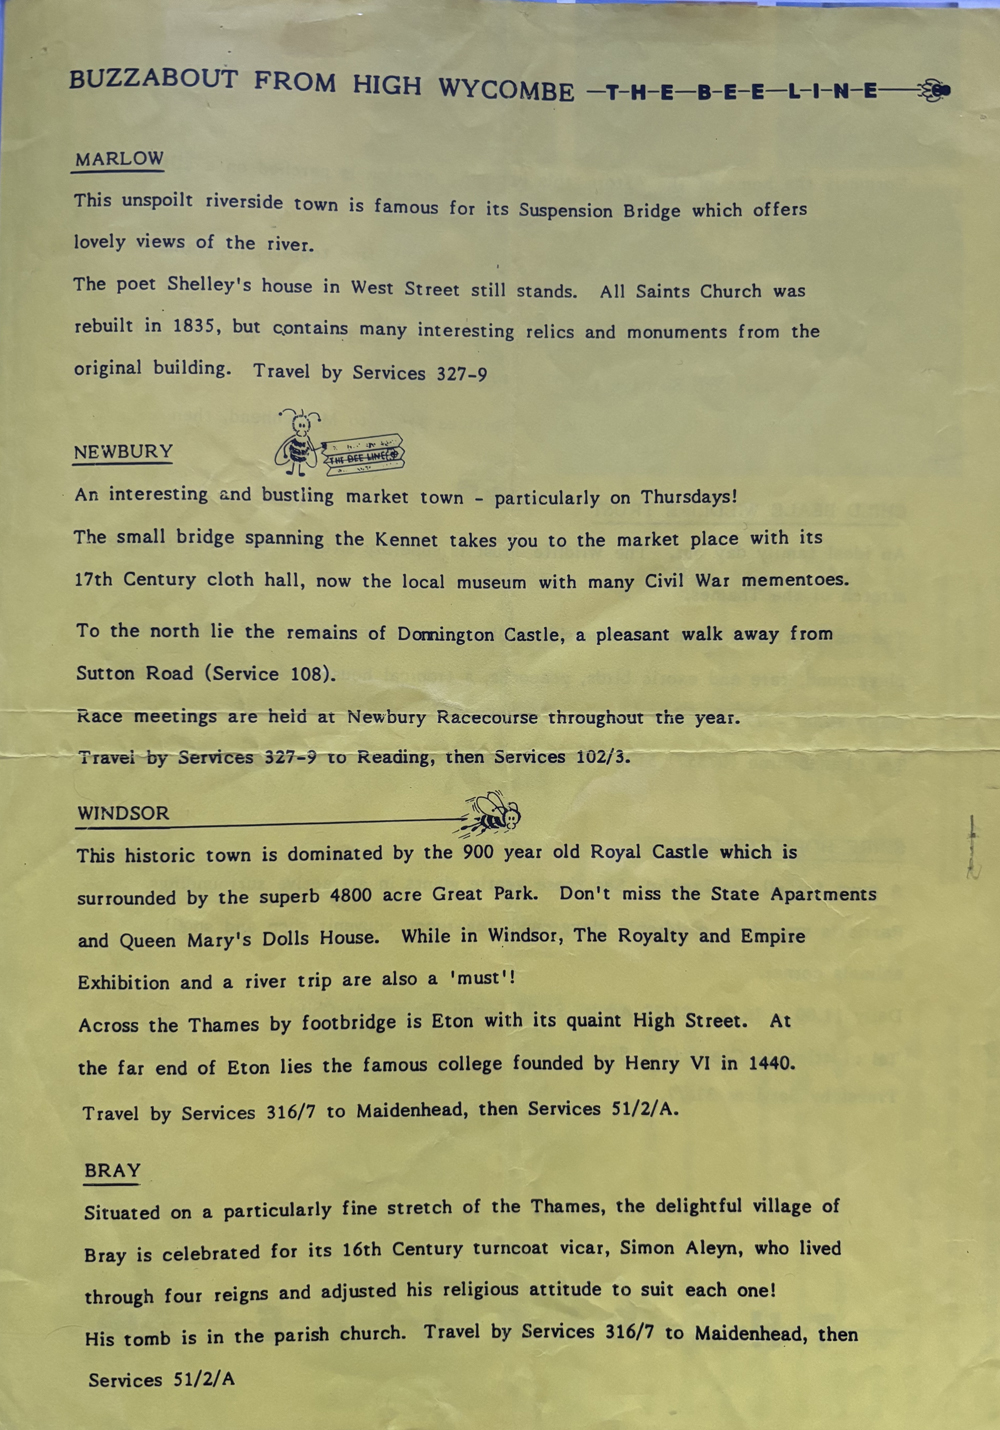 BUZZABOUT FROM HIGH WYCOMBE —T—H—E—B—E—E—L—I—N—E—
MARLOW
This unspoilt riverside town is famous for its Suspension Bridge which offers
lovely views of the river.
The poet Shelley's house in West Street still stands. All Saints Church was
rebuilt in 1835, but contains many interesting relics and monuments from the
original building. Travel by Services 327-9
NEWBURY
THE BEE LINE
An interesting and bustling market town - particularly on Thursdays!
The small bridge spanning the Kennet takes you to the market place with its
17th Century cloth hall, now the local museum with many Civil War mementoes.
To the north lie the remains of Donnington Castle, a pleasant walk away from
Sutton Road (Service 108).
Race meetings are held at Newbury Racecourse throughout the year.
Travel by Services 327-9 to Reading, then Services 102/3.
WINDSOR
This historic town is dominated by the 900 year old Royal Castle which is
surrounded by the superb 4800 acre Great Park. Don't miss the State Apartments
and Queen Mary's Dolls House. While in Windsor, The Royalty and Empire
Exhibition and a river trip are also a 'must'!
Across the Thames by footbridge is Eton with its quaint High Street. At
the far end of Eton lies the famous college founded by Henry VI in 1440.
Travel by Services 316/7 to Maidenhead, then Services 51/2/A.
BRAY
Situated on a particularly fine stretch of the Thames, the delightful village of
Bray is celebrated for its 16th Century turncoat vicar, Simon Aleyn, who lived
through four reigns and adjusted his religious attitude to suit each one!
His tomb is in the parish church. Travel by Services 316/7 to Maidenhead, then
Services 51/2/A